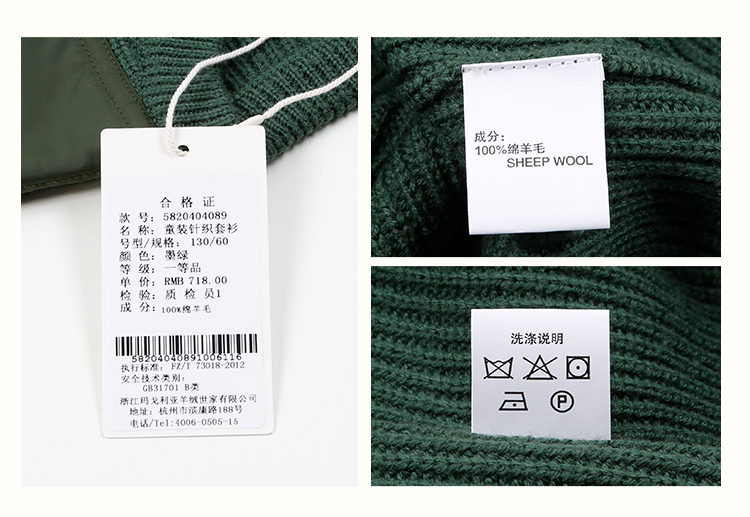 合 格 证
款 号: 5820404089
名 称: 童装针织套衫
号型/规格: 130/60
颜 色: 墨绿
等 级: 一等品
单 价: RMB 718.00
检 验: 质 检 员1
成 分: 100%绵羊毛
58204040891006116
执行标准: FZ/T 73018-2012
安全技术类别:
GB31701 B类
浙江玛戈利亚羊绒世家有限公司
地址: 杭州市滨康路188号
电话/Tel:4006-0505-15
成分:
100%绵羊毛
SHEEP WOOL
洗涤说明
P